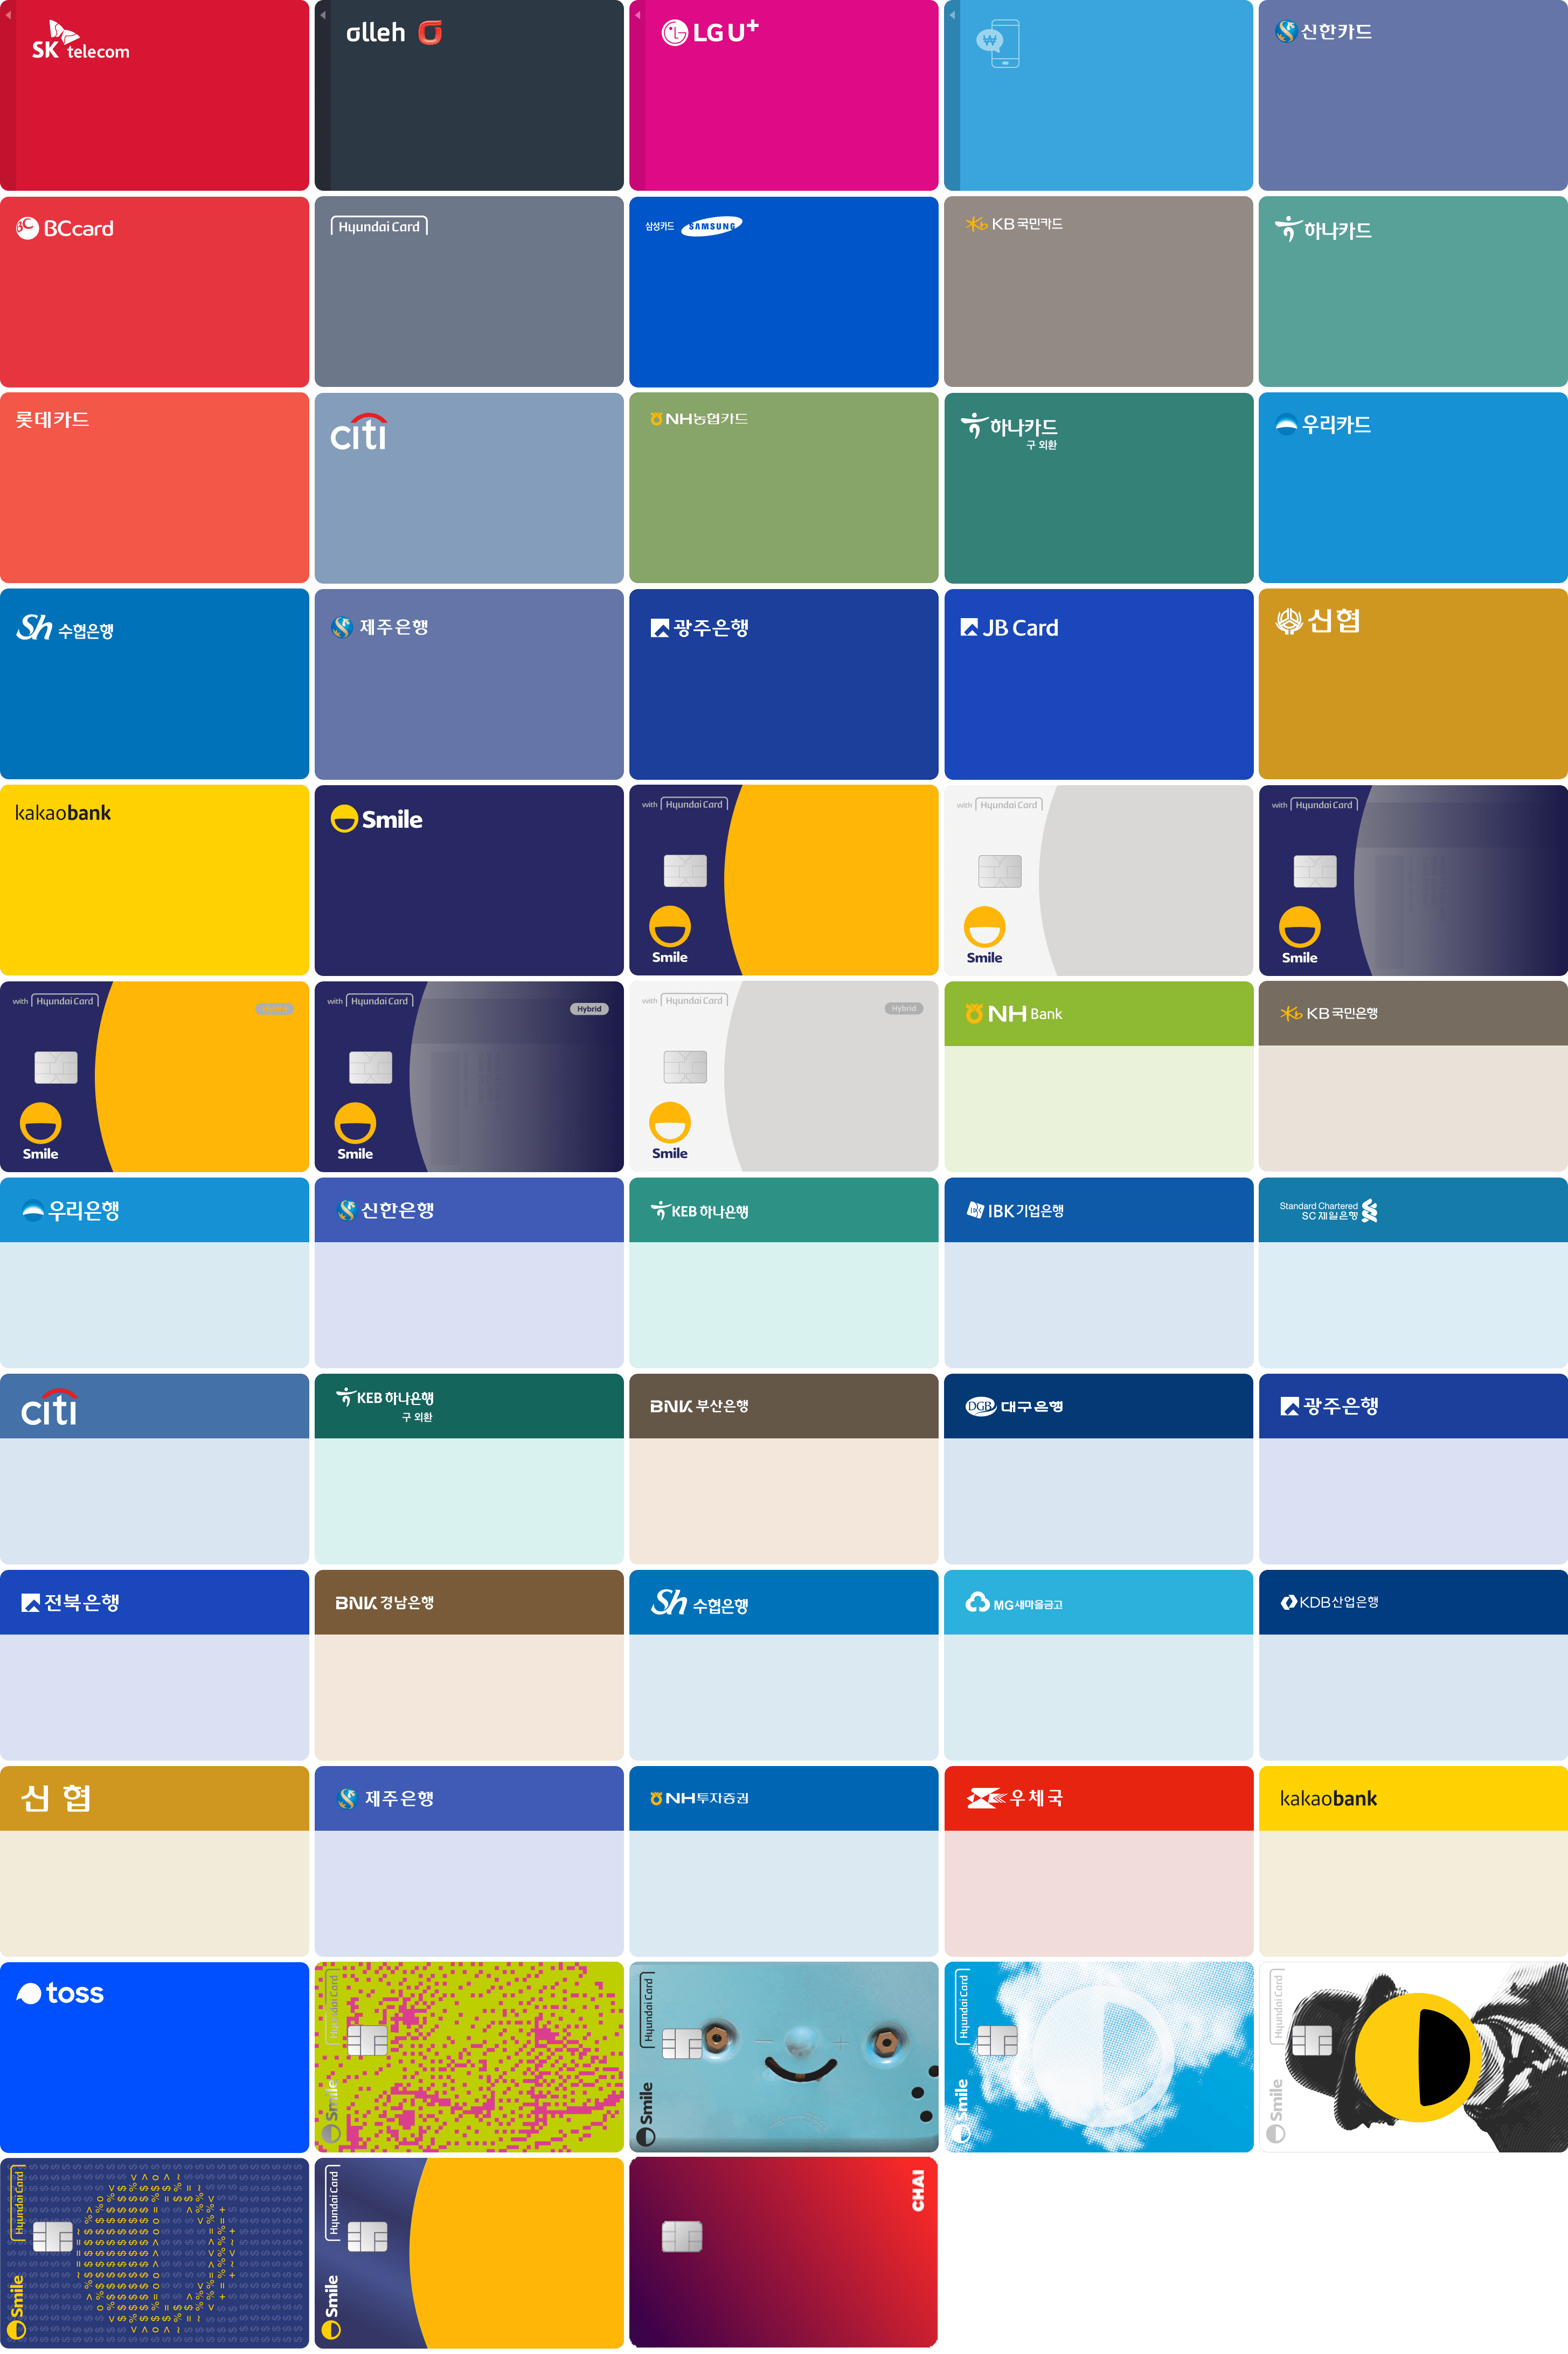 SK telecom
olleh
LG U+
₩
신한카드
BCcard
Hyundai Card
삼성카드 SAMSUNG
KB 국민카드
하나카드
롯데카드
citi
NH농협카드
하나카드
구 외환
우리카드
Sh 수협은행
제주은행
광주은행
JB Card
신협
kakaobank
Smile
with Hyundai Card
Smile
with Hyundai Card
Smile
with Hyundai Card
Smile
with Hyundai Card
Hybrid
Smile
with Hyundai Card
Hybrid
Smile
with Hyundai Card
Hybrid
Smile
NH Bank
KB 국민은행
우리은행
신한은행
KEB 하나은행
IBK 기업은행
Standard Chartered
SC 제일은행
citi
KEB 하나은행
구 외환
BNK 부산은행
DGB 대구은행
광주은행
전북은행
BNK 경남은행
Sh 수협은행
MG새마을금고
KDB산업은행
신협
제주은행
NH투자증권
우체국
kakaobank
toss
Hyundai Card
Smile
Hyundai Card
Smile
Hyundai Card
Smile
Hyundai Card
Smile
Hyundai Card
Smile
Hyundai Card
Smile
CHAI